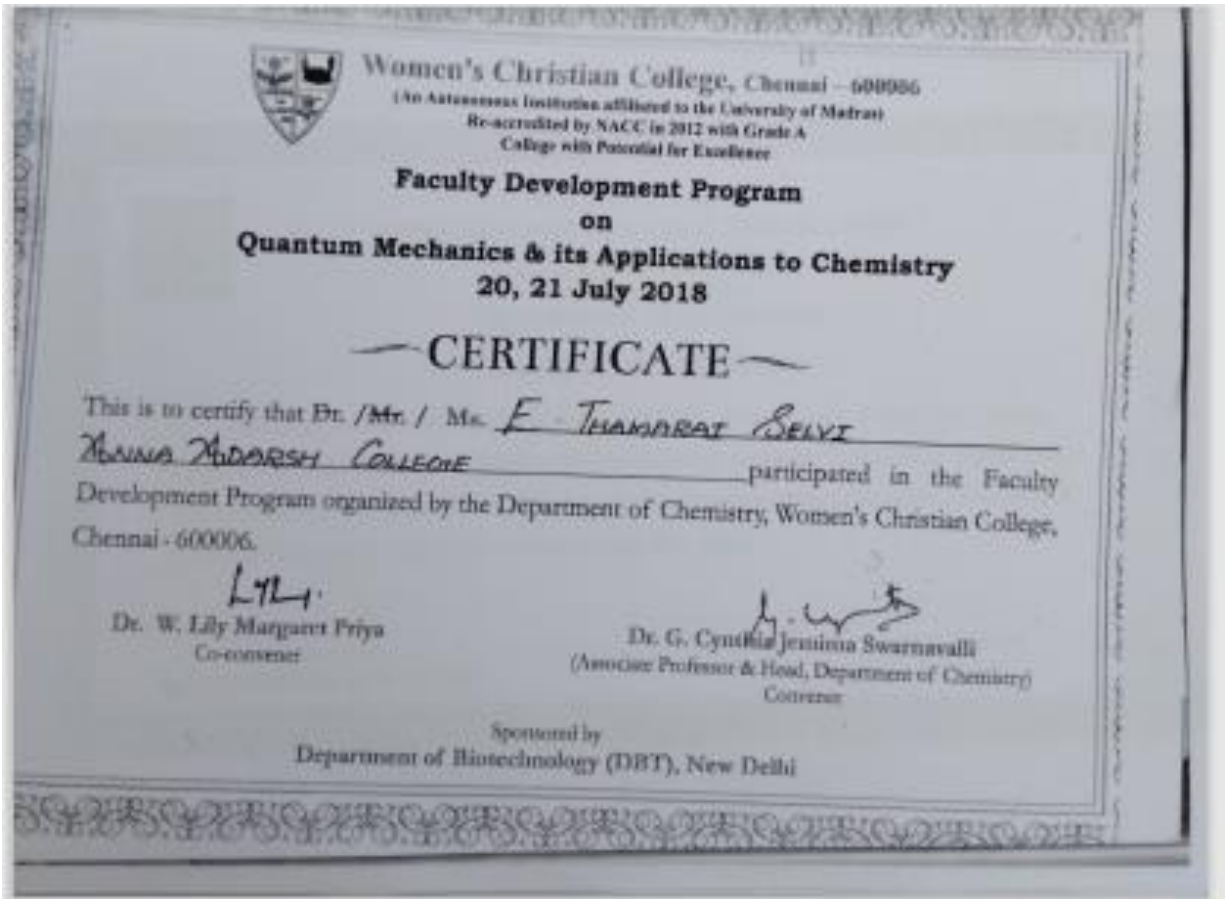 Women's Christian College, Chennai - 600006
(An Autonomous Institution affiliated to the University of Madras)
Re-accredited by NACC in 2012 with Grade A
College with Potential for Excellence
Faculty Development Program
on
Quantum Mechanics & its Applications to Chemistry
20, 21 July 2018
CERTIFICATE
This is to certify that Dr. /Mr. / Ms. E THAMARAI SELVI
ANNA ADARSH COLLEGE participated in the Faculty
Development Program organized by the Department of Chemistry, Women's Christian College,
Chennai - 600006.
Dr. W. Lily Margaret Priya
Co-convener
Dr. G. Cynthia Jemima Swarnavalli
(Associate Professor & Head, Department of Chemistry)
Convener
Sponsored by
Department of Biotechnology (DBT), New Delhi